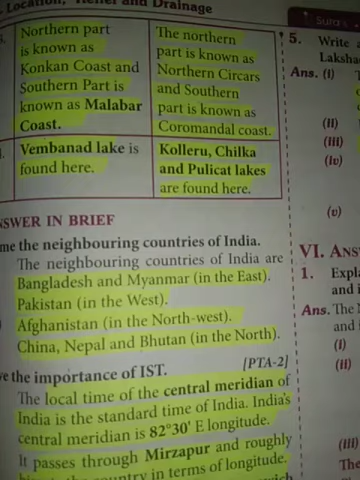 Location, Relief and Drainage
Northern part
is known as
Konkan Coast and
Southern Part is
known as Malabar
Coast.
The northern
part is known as
Northern Circars
and Southern
part is known as
Coromandal coast.
Vembanad lake is
found here.
Kolleru, Chilka
and Pulicat lakes
are found here.
NSWER IN BRIEF
me the neighbouring countries of India.
The neighbouring countries of India are
Bangladesh and Myanmar (in the East).
Pakistan (in the West).
Afghanistan (in the North-west).
China, Nepal and Bhutan (in the North).
[PTA-2]
ve the importance of IST.
The local time of the central meridian of
India is the standard time of India. India's
central meridian is 82°30' E longitude.
It passes through Mirzapur and roughly
country in terms of longitude.
Sura's
5. Write
Laksha
Ans. (i)
(ii)
(iii)
(iv)
(v)
VI. ANS
1. Expla
and i
Ans. The
and i
(i)
(ii)
(iii)
The